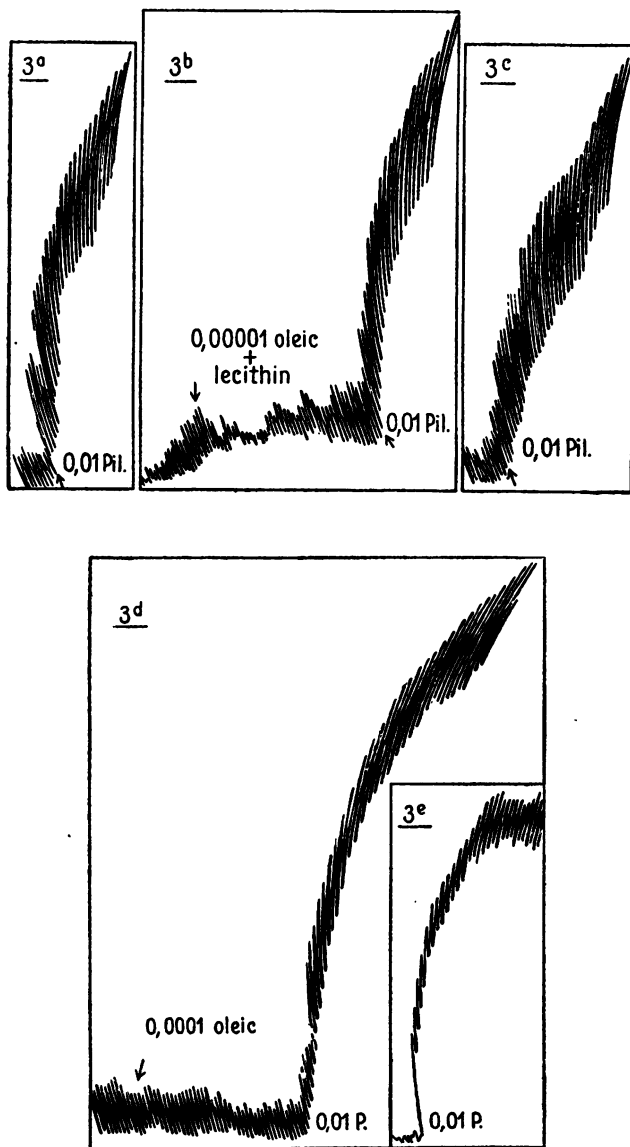 3a
0,01 Pil.
3b
0,00001 oleic
+
lecithin
0,01 Pil.
3c
0,01 Pil.
3d
0,0001 oleic
0,01 P.
3e
0,01 P.